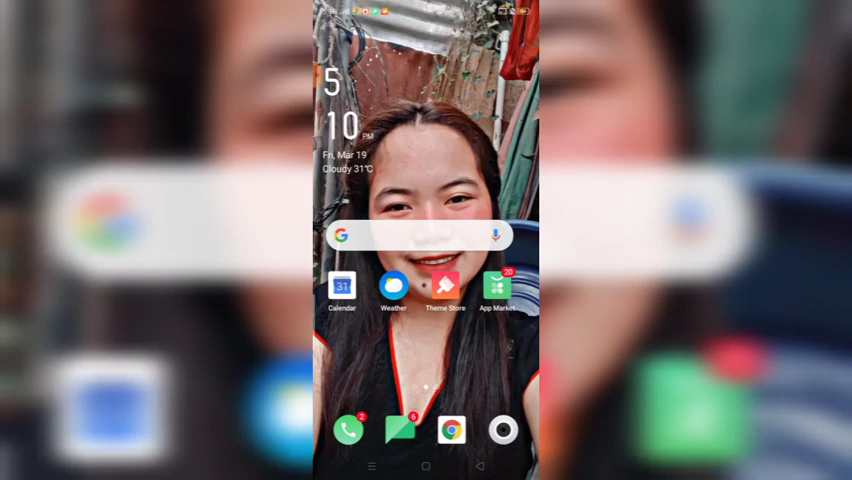 5
10 PM
Fri, Mar 19
Cloudy 31℃
G
20
31
Calendar
Weather
Theme Store
App Market
2
6